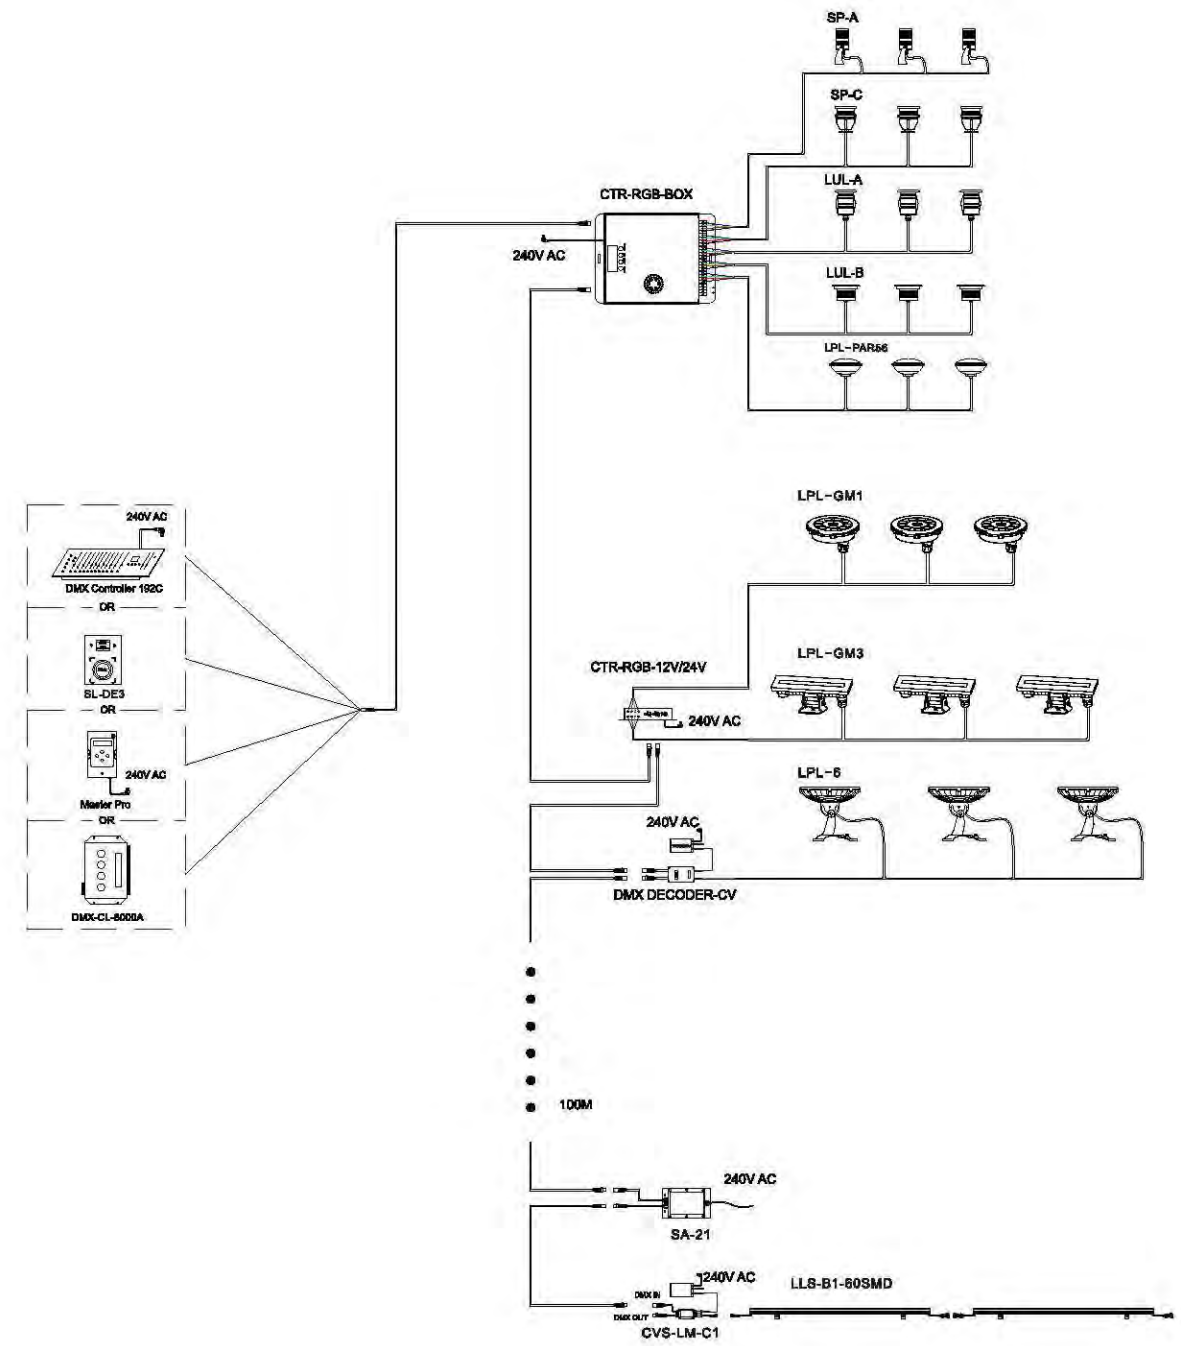 SP-A
SP-C
CTR-RGB-BOX
LUL-A
240V AC
LUL-B
LPL-PAR56
LPL-GM1
240V AC
DMX Controller 192C
OR
SL-DE3
OR
240V AC
Master Pro
OR
DMX-CL-8000A
CTR-RGB-12V/24V
LPL-GM3
240V AC
LPL-6
240V AC
DMX DECODER-CV
100M
240V AC
SA-21
240V AC
LLS-B1-60SMD
DMX IN
DMX OUT
CVS-LM-C1